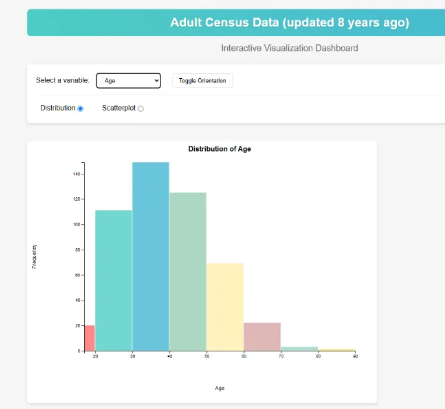 Adult Census Data (updated 8 years ago)
Interactive Visualization Dashboard
Select a variable: Age Toggle Orientation
Distribution Scatterplot
Distribution of Age
140
120
100
80
60
40
20
0
Frequency
20 30 40 50 60 70 80 90
Age